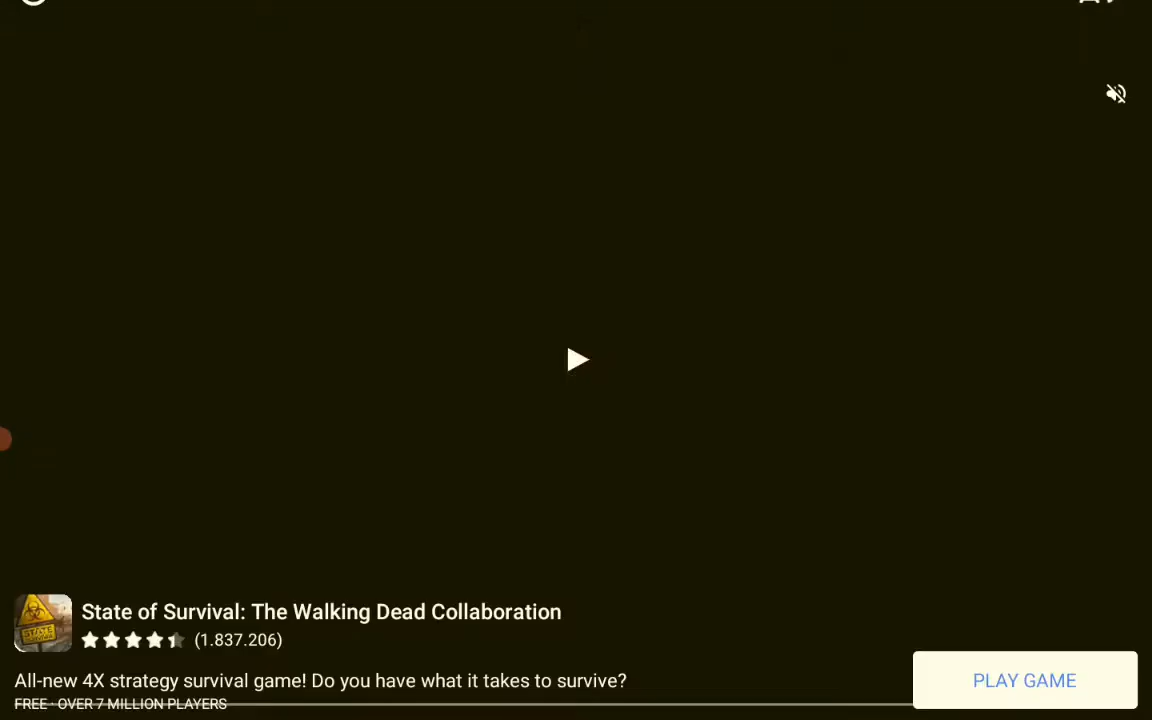 State of Survival: The Walking Dead Collaboration
(1.837.206)
All-new 4X strategy survival game! Do you have what it takes to survive?
FREE · OVER 7 MILLION PLAYERS
PLAY GAME